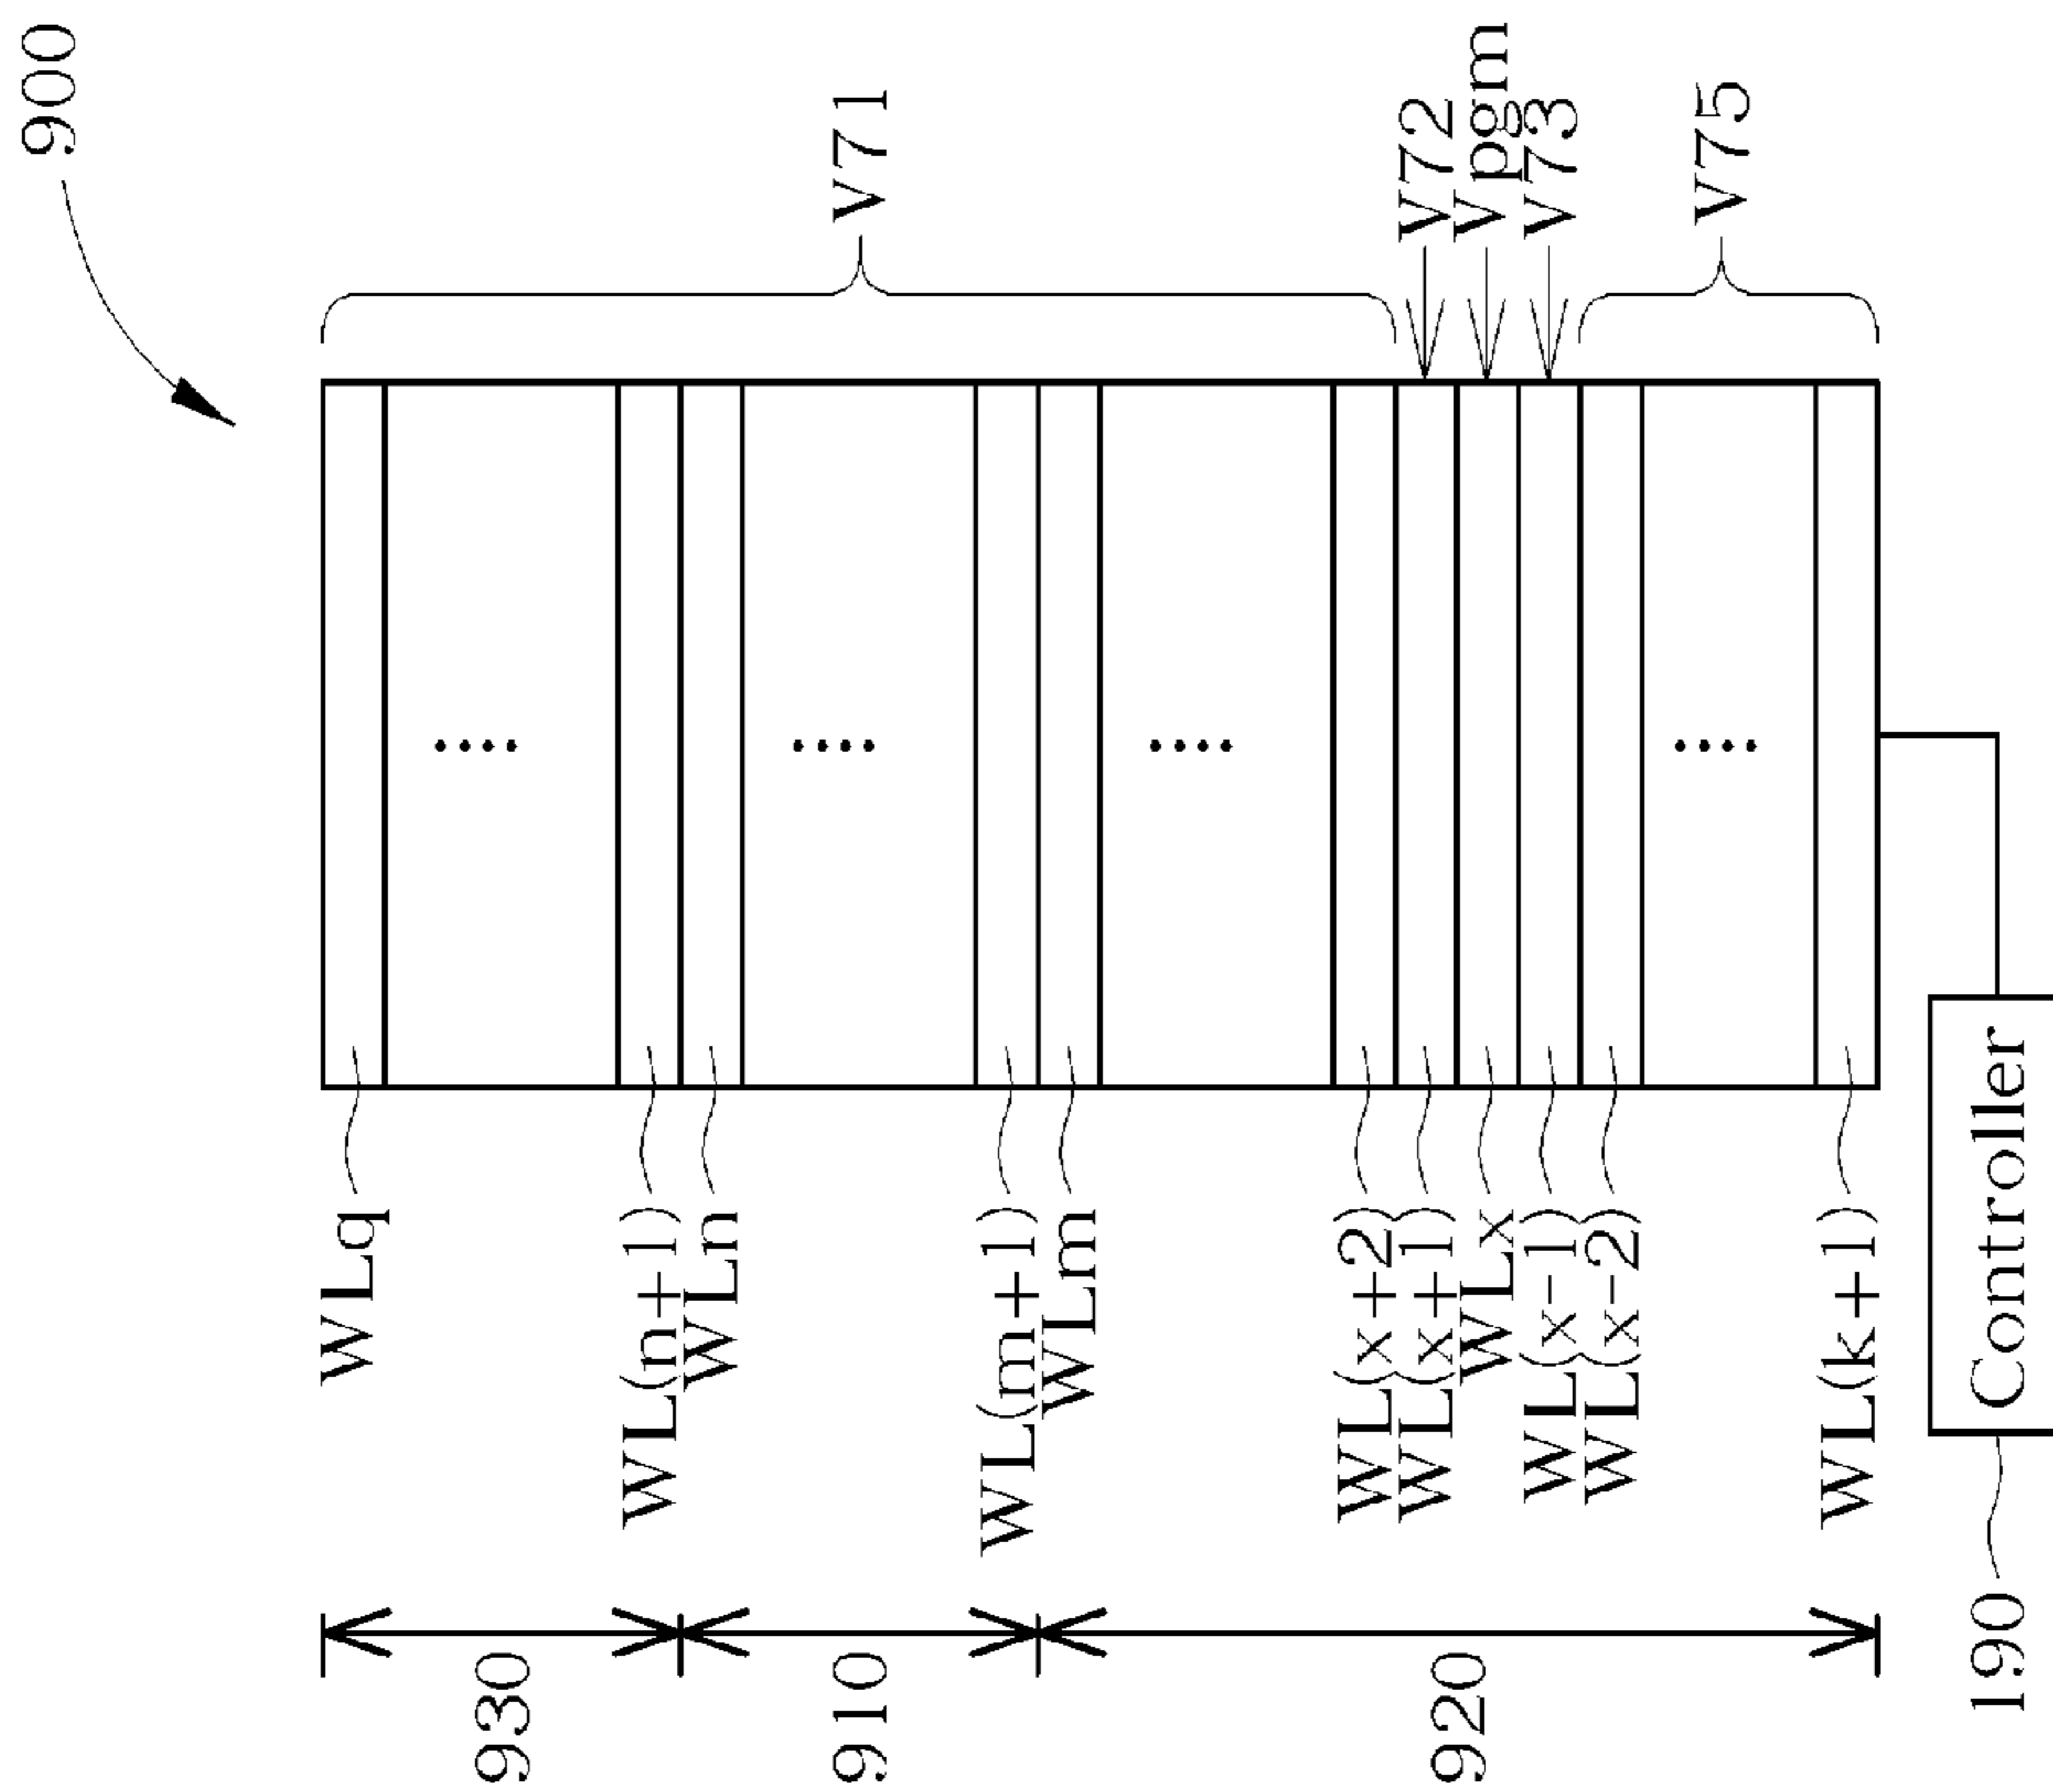 900
V71
V72
Vpgm
V73
V75
WLq
WL(n+1)
WLn
WL(m+1)
WLm
WL(x+2)
WL(x+1)
WLx
WL(x-1)
WL(x-2)
WL(k+1)
930
910
920
Controller
190